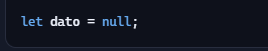 let dato = null;